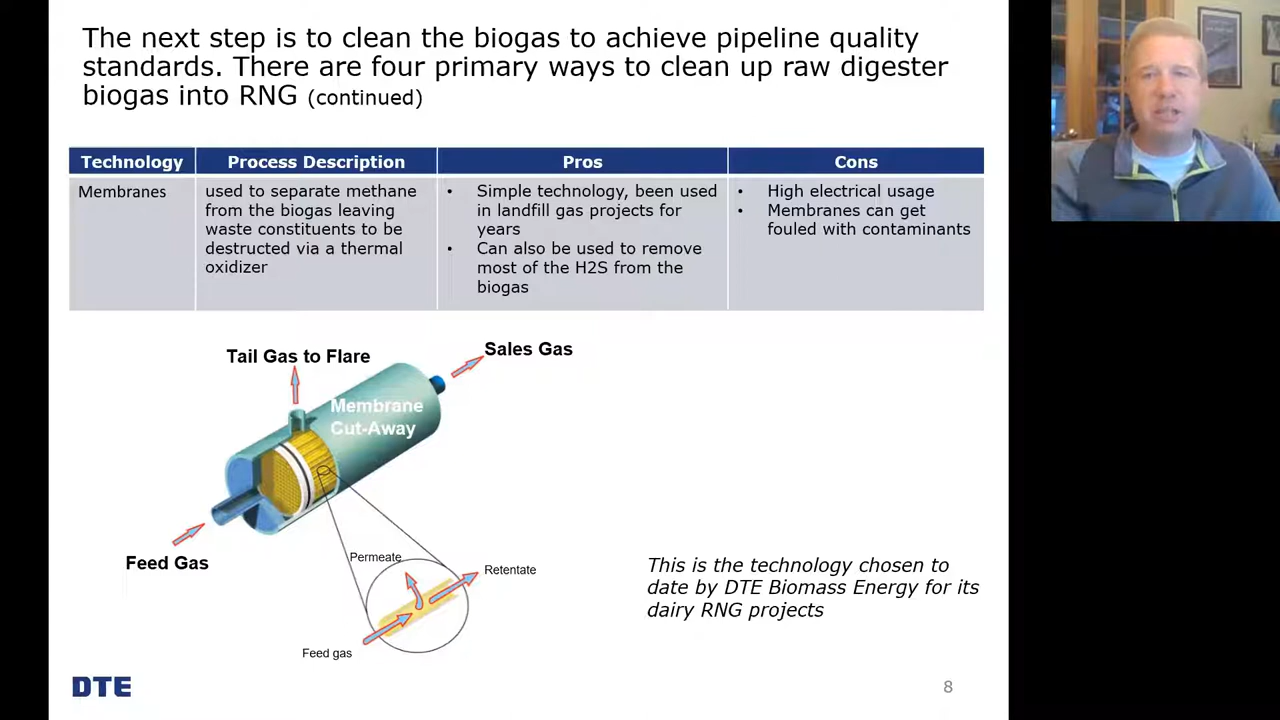 The next step is to clean the biogas to achieve pipeline quality
standards. There are four primary ways to clean up raw digester
biogas into RNG (continued)
Technology
Process Description
Pros
Cons
Membranes
used to separate methane
from the biogas leaving
waste constituents to be
destructed via a thermal
oxidizer
• Simple technology, been used
in landfill gas projects for
years
• Can also be used to remove
most of the H2S from the
biogas
• High electrical usage
• Membranes can get
fouled with contaminants
Tail Gas to Flare
Sales Gas
Membrane
Cut-Away
Feed Gas
Permeate
Retentate
Feed gas
This is the technology chosen to
date by DTE Biomass Energy for its
dairy RNG projects
DTE
8